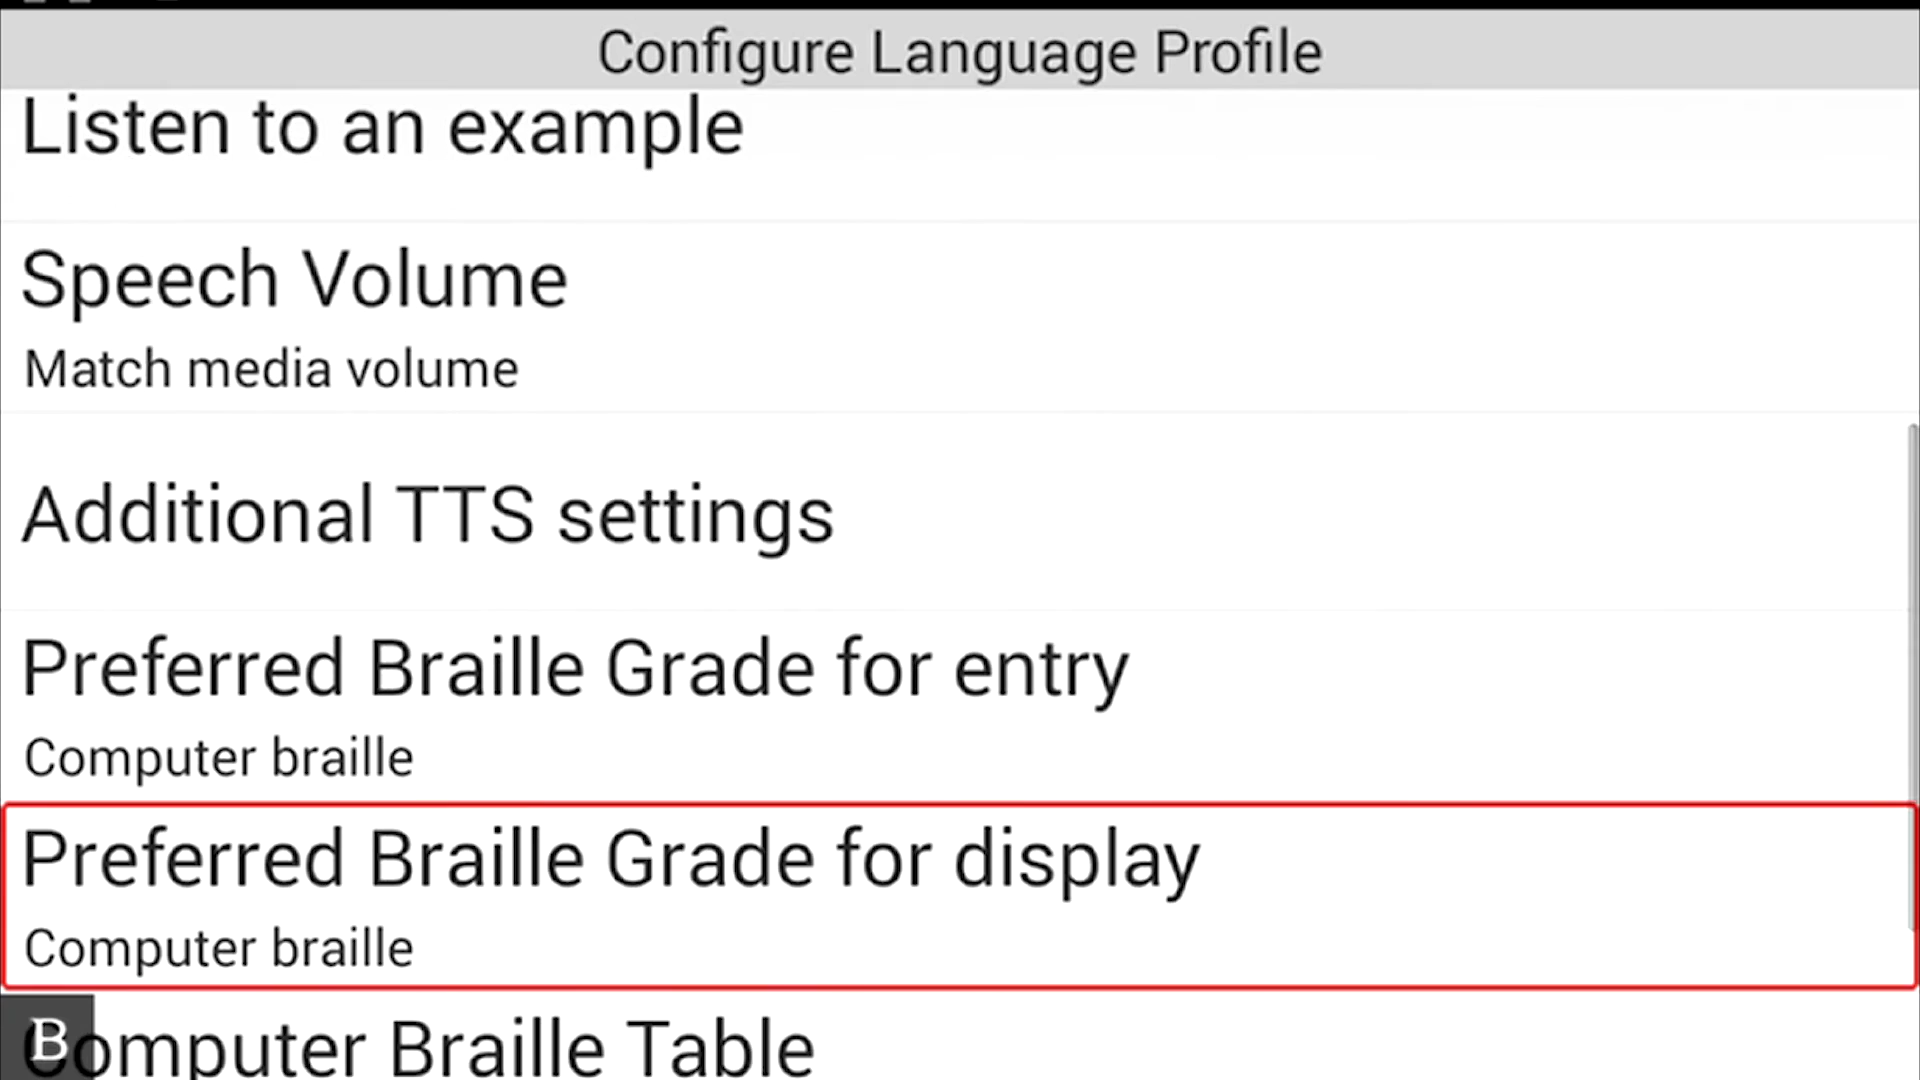 Configure Language Profile
Listen to an example
Speech Volume
Match media volume
Additional TTS settings
Preferred Braille Grade for entry
Computer braille
Preferred Braille Grade for display
Computer braille
B
Computer Braille Table